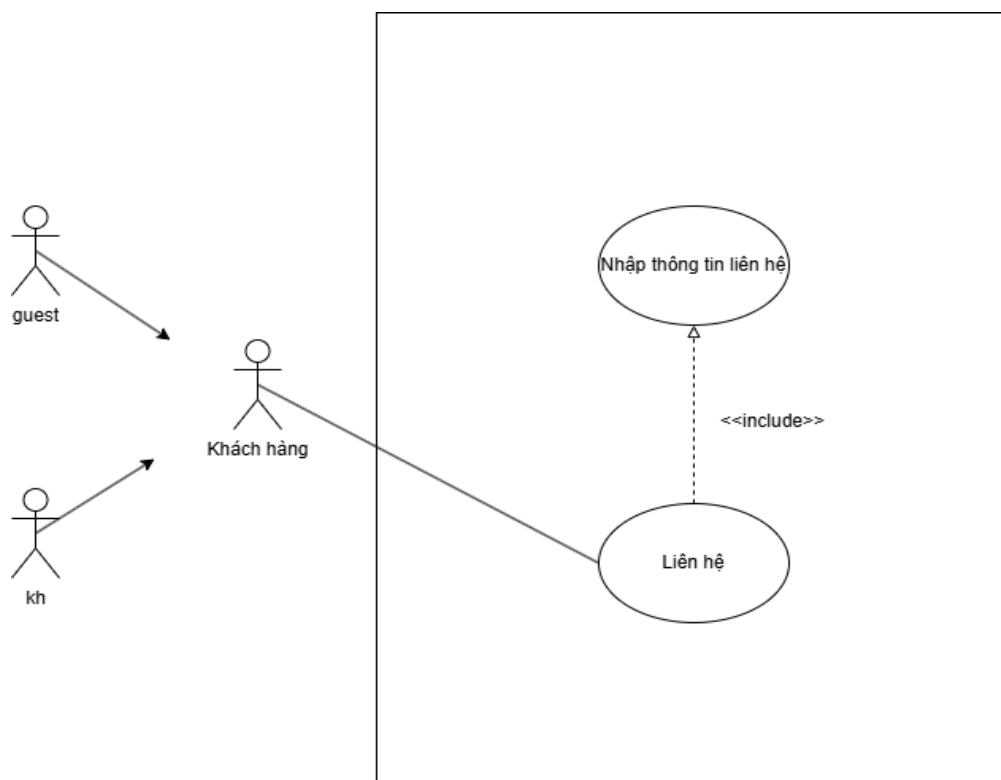 Nhập thông tin liên hệ
guest
<<include>>
Khách hàng
Liên hệ
kh